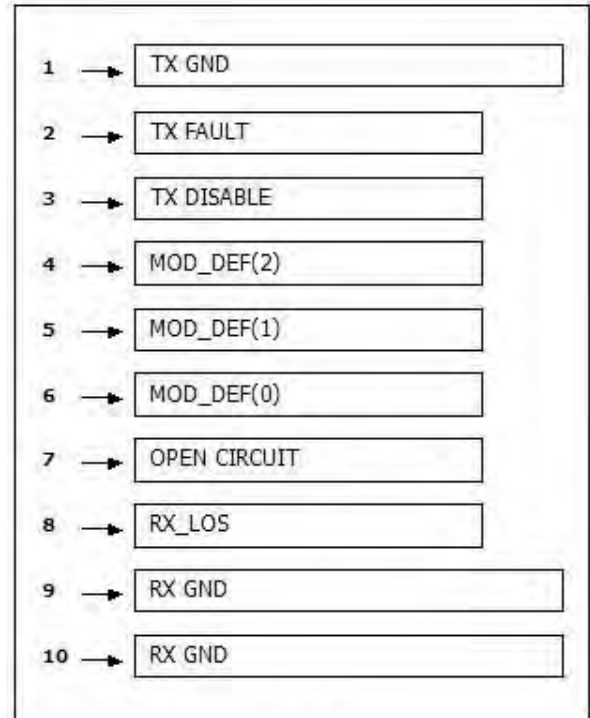 1 TX GND
2 TX FAULT
3 TX DISABLE
4 MOD_DEF(2)
5 MOD_DEF(1)
6 MOD_DEF(0)
7 OPEN CIRCUIT
8 RX_LOS
9 RX GND
10 RX GND